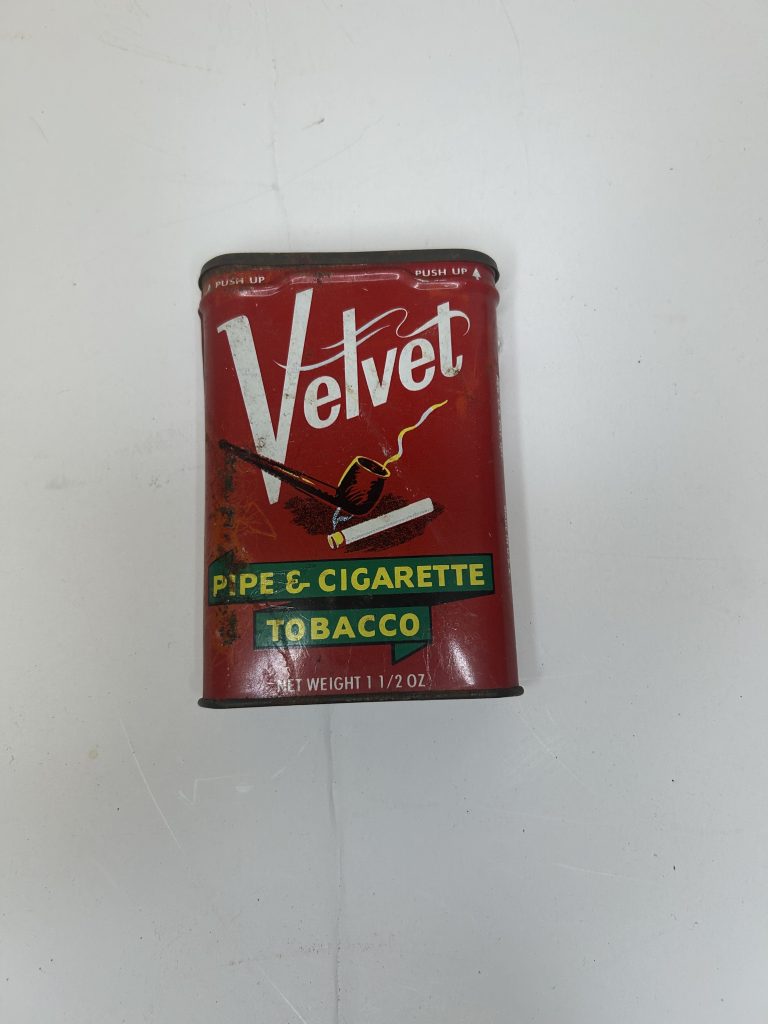 PUSH UP PUSH UP
Velvet
PIPE & CIGARETTE
TOBACCO
NET WEIGHT 1 1/2 OZ